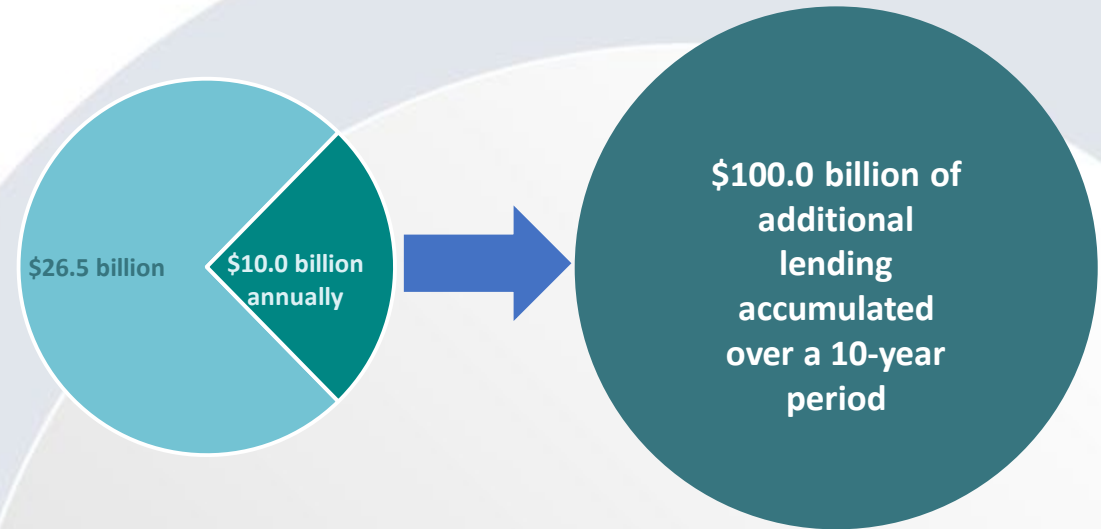 $26.5 billion
$10.0 billion
annually
$100.0 billion of
additional
lending
accumulated
over a 10-year
period